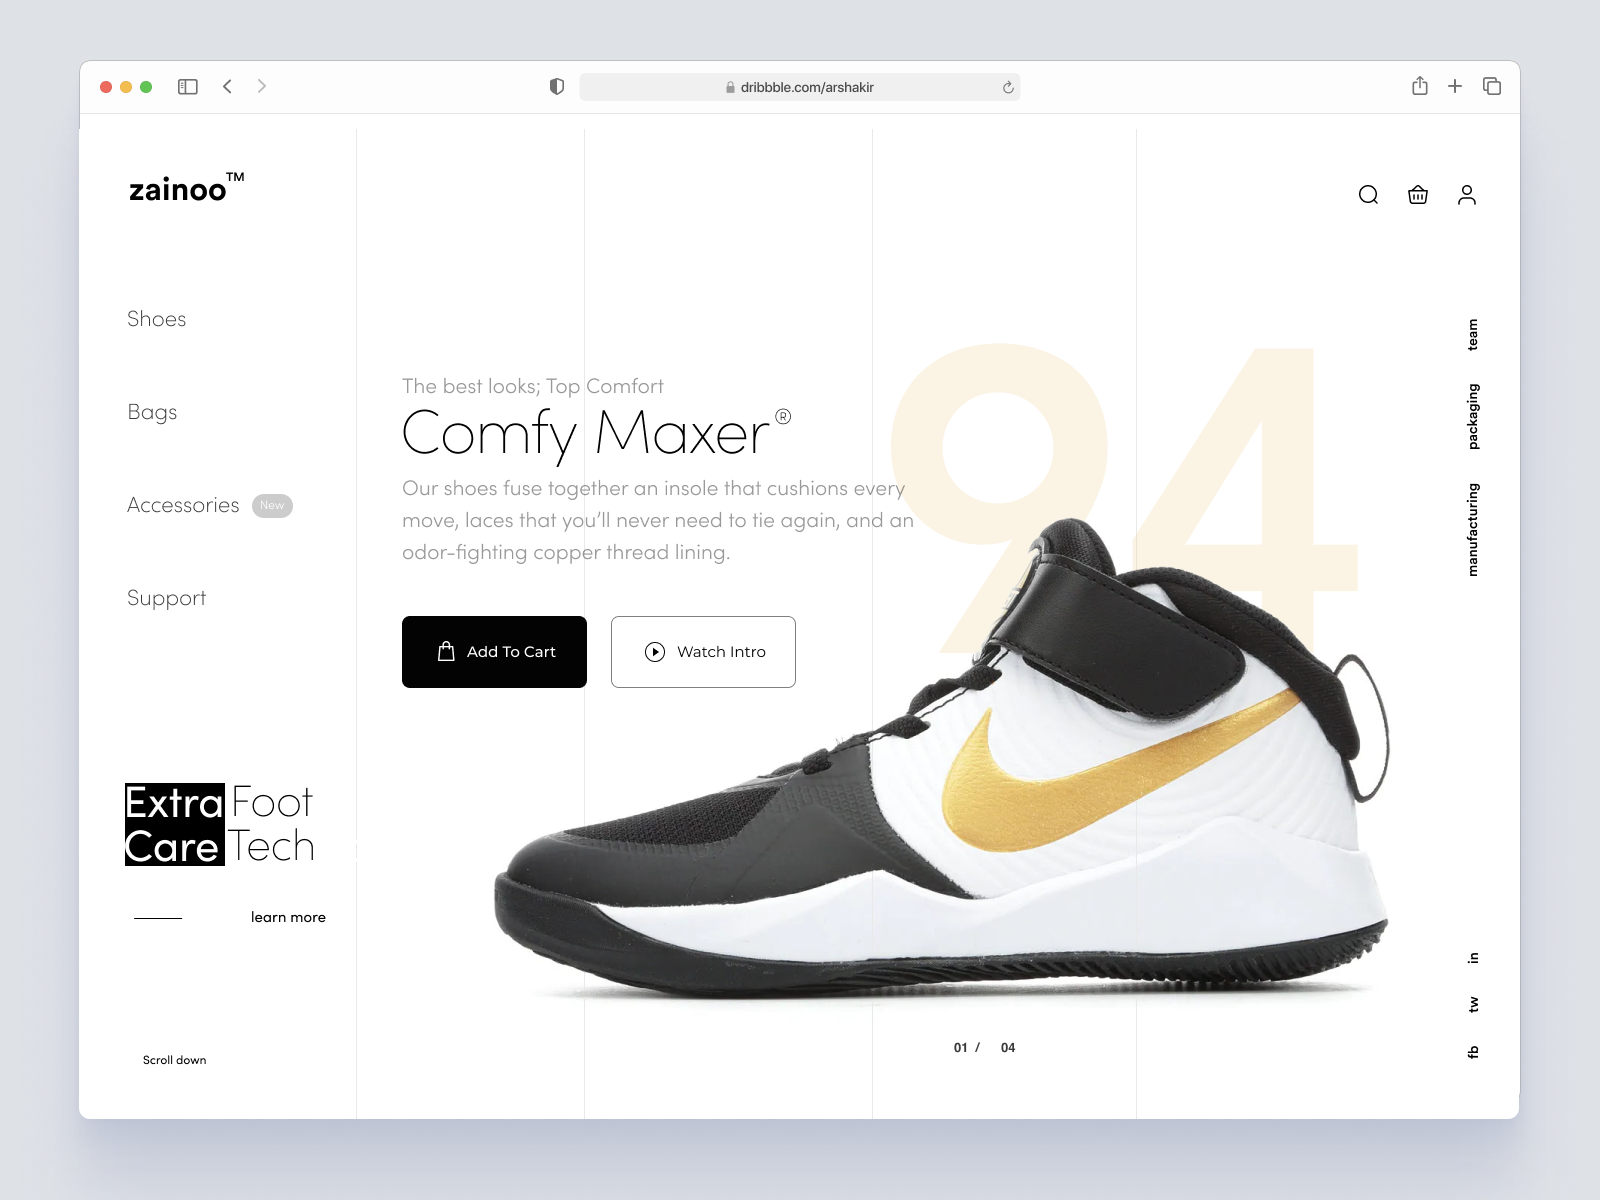 dribbble.com/arshakir
zainoo™
Shoes
Bags
Accessories New
Support
The best looks; Top Comfort
Comfy Maxer®
Our shoes fuse together an insole that cushions every
move, laces that you’ll never need to tie again, and an
odor-fighting copper thread lining.
Add To Cart
Watch Intro
94
team
packaging
manufacturing
Extra Foot
Care Tech
learn more
Scroll down
01 / 04
in
tw
fb